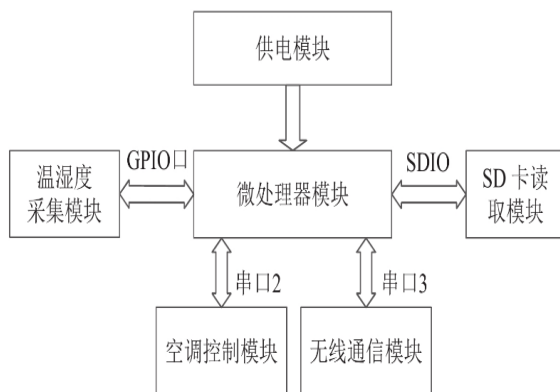 供电模块
GPIO口
SDIO
温湿度
采集模块
微处理器模块
SD 卡读
取模块
串口2
串口3
空调控制模块
无线通信模块